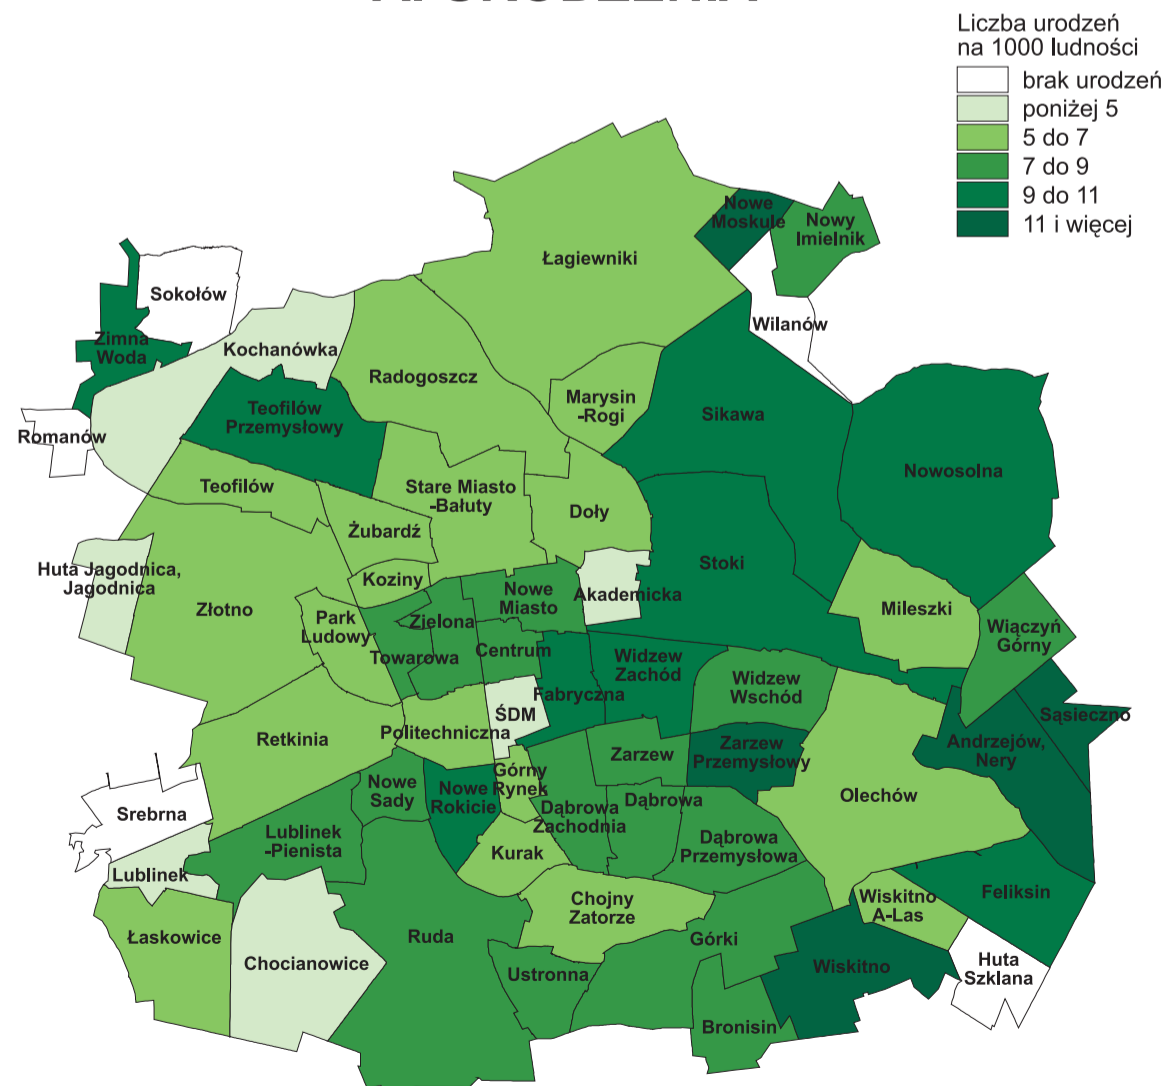 Liczba urodzeń
na 1000 ludności
brak urodzeń
poniżej 5
5 do 7
7 do 9
9 do 11
11 i więcej
Nowe
Moskule
Nowy
Imielnik
Łagiewniki
Sokołów
Wilanów
Zimna
Woda
Kochanówka
Radogoszcz
Marysin
-Rogi
Teofilów
Przemysłowy
Sikawa
Romanów
Nowosolna
Teofilów
Stare Miasto
-Bałuty
Doły
Żubardź
Stoki
Huta Jagodnica,
Jagodnica
Koziny
Nowe
Miasto
Akademicka
Złotno
Mileszki
Park
Ludowy
Zielona
Wiączyń
Górny
Towarowa
Centrum
Widzew
Zachód
Widzew
Wschód
Fabryczna
ŚDM
Sąsieczno
Politechniczna
Retkinia
Zarzew
Zarzew
Przemysłowy
Andrzejów,
Nery
Górny
Rynek
Nowe
Sady
Nowe
Rokicie
Olechów
Dąbrowa
Zachodnia
Dąbrowa
Srebrna
Lublinek
-Pienista
Dąbrowa
Przemysłowa
Kurak
Lublinek
Feliksin
Chojny
Zatorze
Wiskitno
A-Las
Łaskowice
Ruda
Górki
Chocianowice
Ustronna
Wiskitno
Huta
Szklana
Bronisin